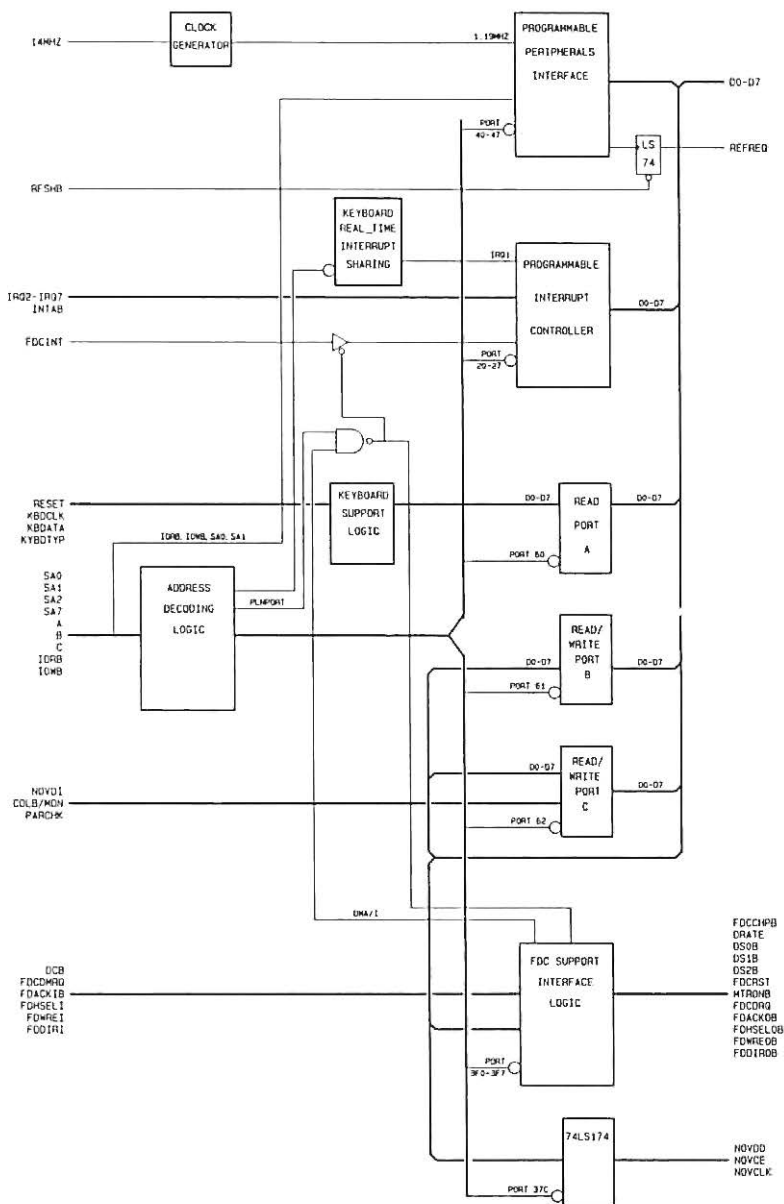 14MHZ
CLOCK
GENERATOR
1.19MHZ
PROGRAMMABLE
PERIPHERALS
INTERFACE
D0-D7
PORT
40-47
LS
74
REFREQ
RFSHB
KEYBOARD
REAL_TIME
INTERRUPT
SHARING
IRQ1
PROGRAMMABLE
INTERRUPT
CONTROLLER
D0-D7
IRQ2-IRQ7
INTAB
FDCINT
PORT
20-27
RESET
KBDCLK
KBDATA
KYBDTYP
KEYBOARD
SUPPORT
LOGIC
D0-D7
READ
PORT
A
D0-D7
PORT 60
IORB, IOWB, SA0, SA1
SA0
SA1
SA2
SA7
A
B
C
IORB
IOWB
ADDRESS
DECODING
LOGIC
PLNPORT
D0-D7
READ/
WRITE
PORT
B
D0-D7
PORT 61
NOVDI
COLB/MON
PARCHK
D0-D7
READ/
WRITE
PORT
C
D0-D7
PORT 62
DMA/I
DCB
FDCDMRQ
FDACKIB
FDHSELI
FDWREI
FDDIRI
FDC SUPPORT
INTERFACE
LOGIC
PORT
3F0-3F7
FDCCHPB
DRATE
DS0B
DS1B
DS2B
FDCRST
MTRONB
FDCDRQ
FDACKOB
FDHSELOB
FDWREOB
FDDIROB
74LS174
PORT 37C
NOVDD
NOVCE
NOVCLK